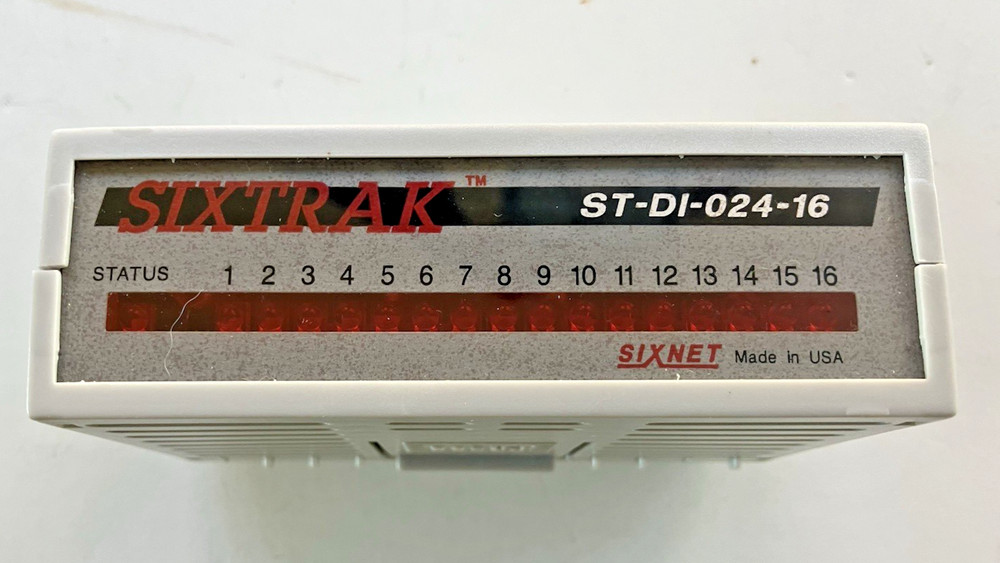 SIXTRAK™ ST-DI-024-16
STATUS 1 2 3 4 5 6 7 8 9 10 11 12 13 14 15 16
SIXNET Made in USA